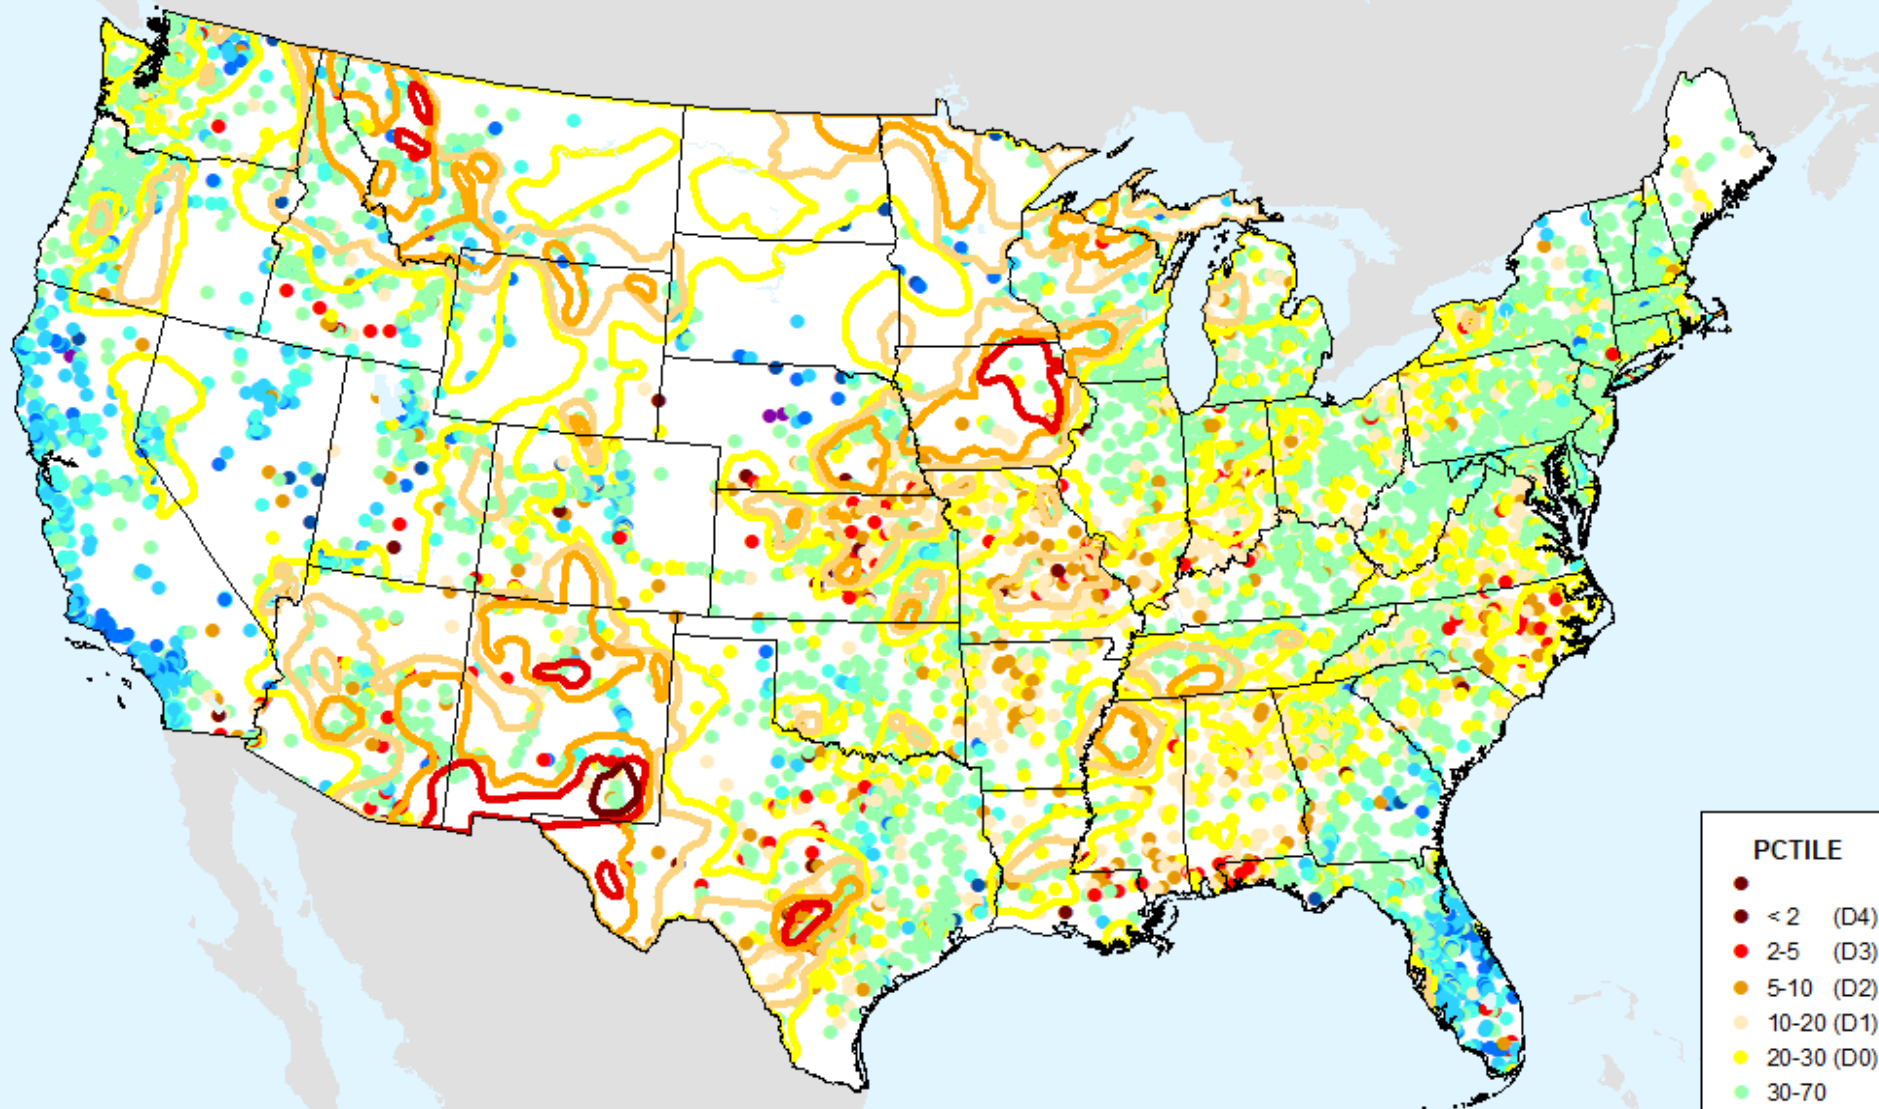 PCTILE
< 2 (D4)
2-5 (D3)
5-10 (D2)
10-20 (D1)
20-30 (D0)
30-70